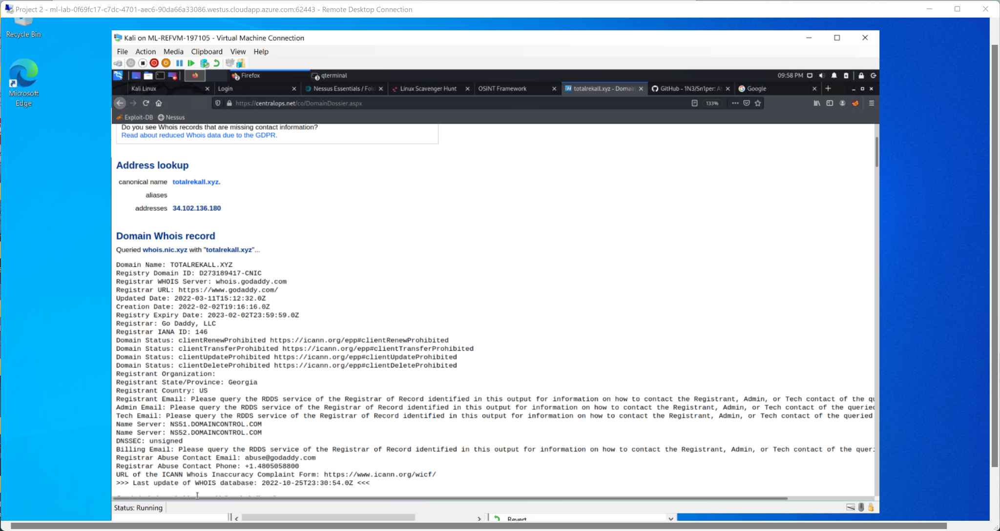 Project 2 - ml-lab-0f69fc17-c7dc-4701-aec6-90da66a33086.westus.cloudapp.azure.com:62443 - Remote Desktop Connection
Recycle Bin
Microsoft
Edge
Kali on ML-REFVM-197105 - Virtual Machine Connection
File Action Media Clipboard View Help
Firefox qterminal 09:58 PM
Kali Linux Login Nessus Essentials / Fol Linux Scavenger Hunt OSINT Framework totalrekall.xyz - Domain GitHub - 1N3/Sn1per: A Google
https://centralops.net/co/DomainDossier.aspx 133%
Exploit-DB Nessus
Do you see Whois records that are missing contact information?
Read about reduced Whois data due to the GDPR.
Address lookup
canonical name totalrekall.xyz.
aliases
addresses 34.102.136.180
Domain Whois record
Queried whois.nic.xyz with "totalrekall.xyz"...
Domain Name: TOTALREKALL.XYZ
Registry Domain ID: D273189417-CNIC
Registrar WHOIS Server: whois.godaddy.com
Registrar URL: https://www.godaddy.com/
Updated Date: 2022-03-11T15:12:32.0Z
Creation Date: 2022-02-02T19:16:16.0Z
Registry Expiry Date: 2023-02-02T23:59:59.0Z
Registrar: Go Daddy, LLC
Registrar IANA ID: 146
Domain Status: clientRenewProhibited https://icann.org/epp#clientRenewProhibited
Domain Status: clientTransferProhibited https://icann.org/epp#clientTransferProhibited
Domain Status: clientUpdateProhibited https://icann.org/epp#clientUpdateProhibited
Domain Status: clientDeleteProhibited https://icann.org/epp#clientDeleteProhibited
Registrant Organization:
Registrant State/Province: Georgia
Registrant Country: US
Registrant Email: Please query the RDDS service of the Registrar of Record identified in this output for information on how to contact the Registrant, Admin, or Tech contact of the qu
Admin Email: Please query the RDDS service of the Registrar of Record identified in this output for information on how to contact the Registrant, Admin, or Tech contact of the queried
Tech Email: Please query the RDDS service of the Registrar of Record identified in this output for information on how to contact the Registrant, Admin, or Tech contact of the queried
Name Server: NS51.DOMAINCONTROL.COM
Name Server: NS52.DOMAINCONTROL.COM
DNSSEC: unsigned
Billing Email: Please query the RDDS service of the Registrar of Record identified in this output for information on how to contact the Registrant, Admin, or Tech contact of the queri
Registrar Abuse Contact Email: abuse@godaddy.com
Registrar Abuse Contact Phone: +1.4805058800
URL of the ICANN Whois Inaccuracy Complaint Form: https://www.icann.org/wicf/
>>> Last update of WHOIS database: 2022-10-25T23:30:54.0Z <<<
Status: Running
Revert